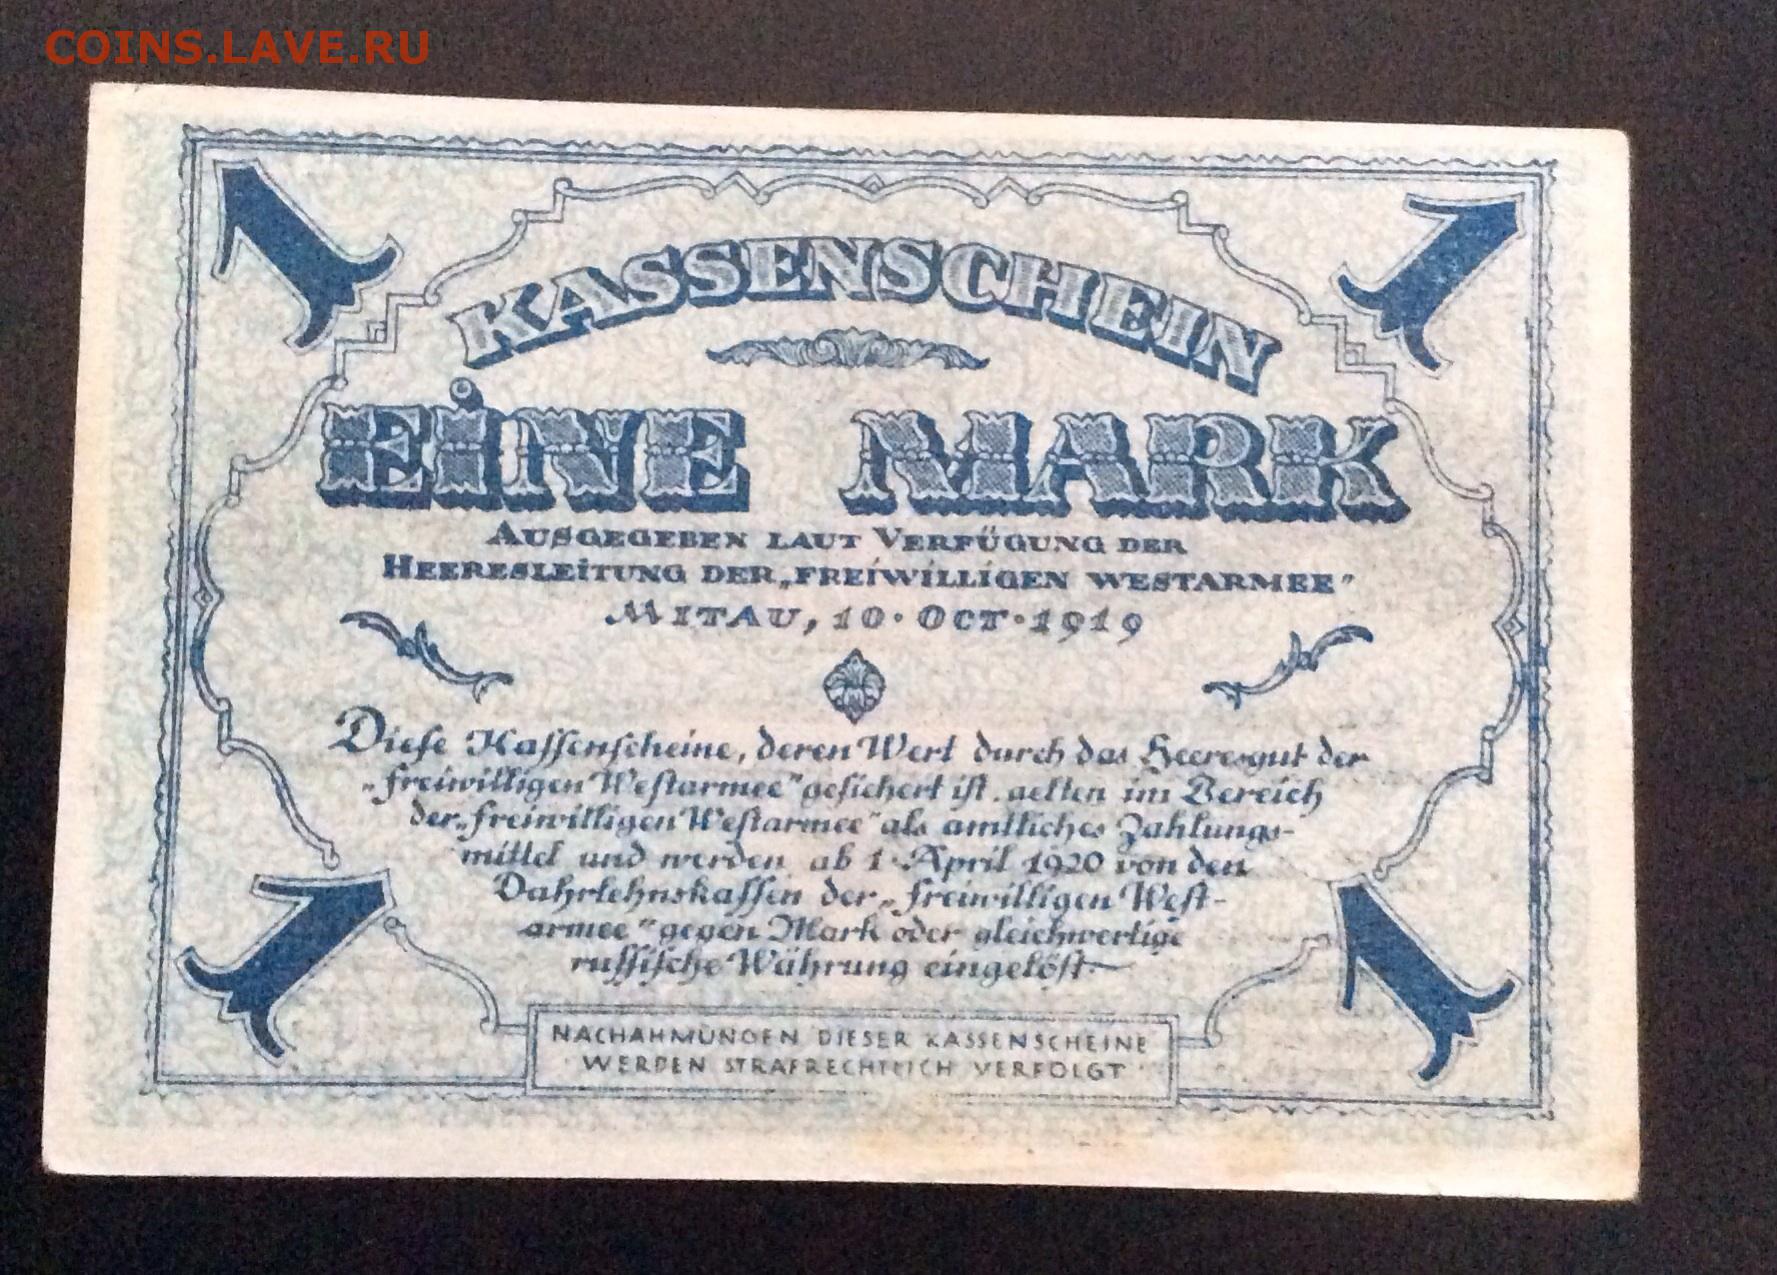 COINS.LAVE.RU
1 1
KASSENSCHEIN
EINE MARK
AUSGEGEBEN LAUT VERFÜGUNG DER
HEERESLEITUNG DER „FREIWILLIGEN WESTARMEE"
MITAU, 10. OCT. 1919
Diese Kassenscheine, deren Wert durch das Heeresgut der
„freiwilligen Westarmee" gesichert ist, gelten im Bereich
der „freiwilligen Westarmee" als amtliches Zahlungs-
mittel und werden ab 1. April 1920 von den
Dahrlehnskassen der „freiwilligen West-
armee" gegen Mark oder gleichwertige
russische Währung eingelöst
1 1
NACHAHMUNGEN DIESER KASSENSCHEINE
WERDEN STRAFRECHTLICH VERFOLGT